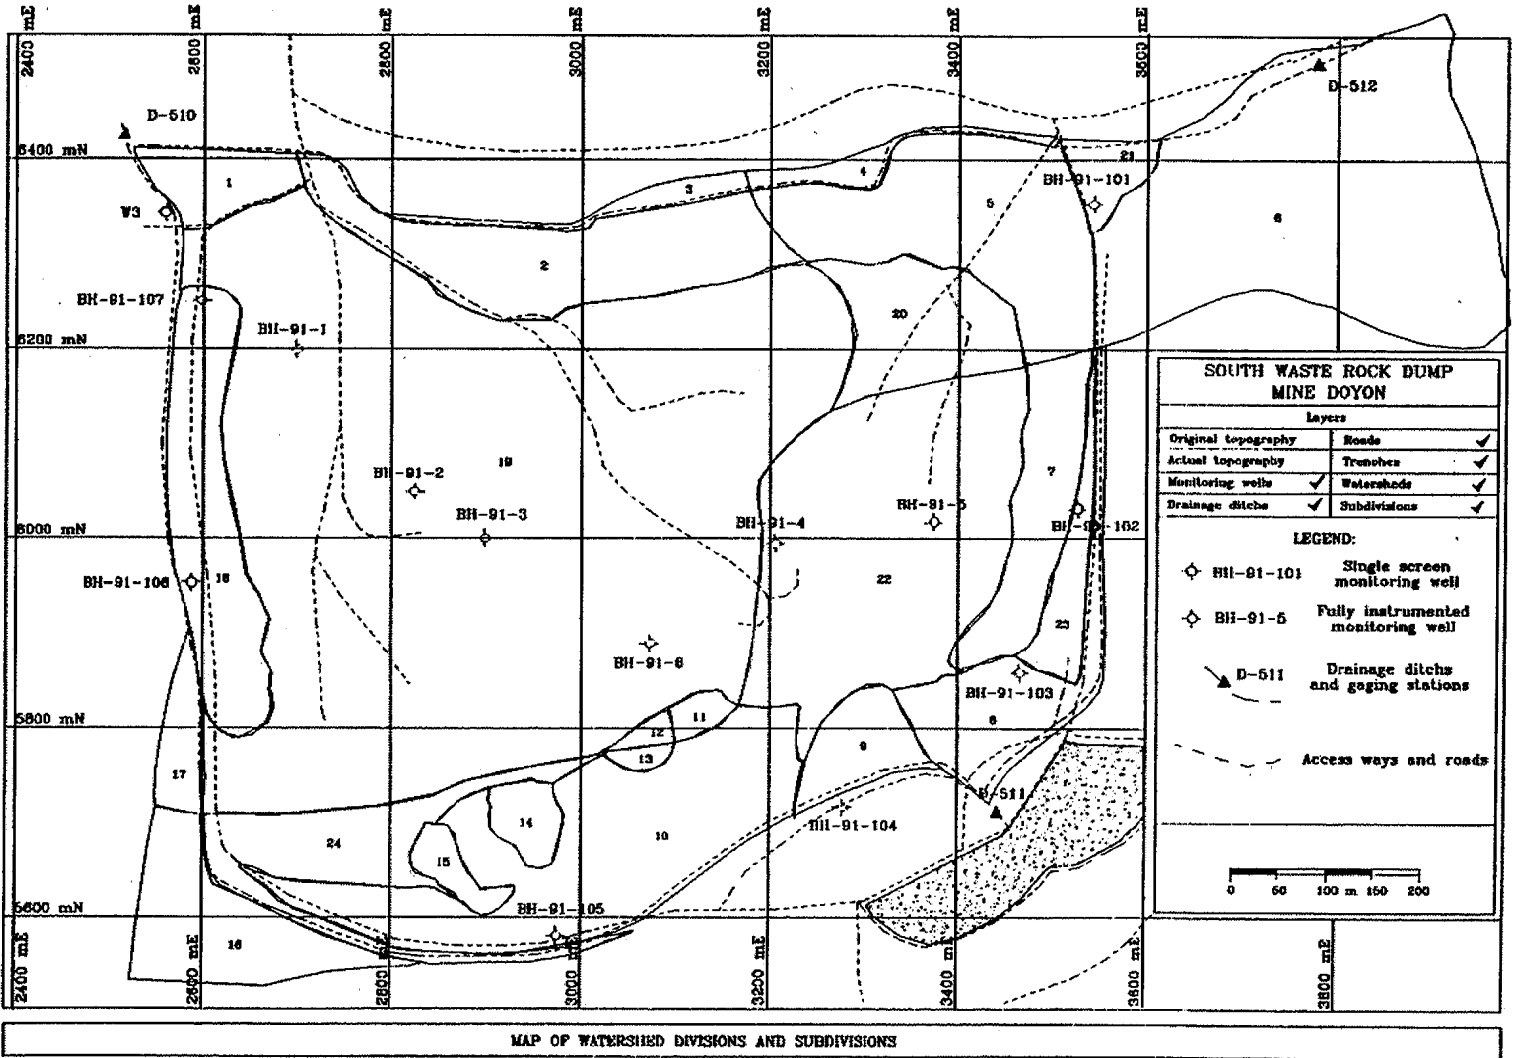 2400 mE
2600 mE
2800 mE
3000 mE
3200 mE
3400 mE
3600 mE
D-510
D-512
6400 mN
1
3
4
21
BH-91-101
W3
5
6
2
BH-91-107
BH-91-1
20
6200 mN
SOUTH WASTE ROCK DUMP
MINE DOYON
Layers
Original topography Roads ✓
Actual topography Trenches ✓
Monitoring wells ✓ Watersheds ✓
Drainage ditchs ✓ Subdivisions ✓
19
BH-91-2
7
BH-91-3
BH-91-4
BH-91-5
BH-91-102
6000 mN
LEGEND:
BH-91-101 Single screen
monitoring well
BH-91-106
18
22
BH-91-5 Fully instrumented
monitoring well
23
BH-91-6
BH-91-103
D-511 Drainage ditchs
and gaging stations
5800 mN
11
12
8
13
9
17
Access ways and roads
D-511
14
BH-91-104
24
10
15
0 50 100 m 150 200
5600 mN
BH-91-105
16
2400 mE
2600 mE
2800 mE
3000 mE
3200 mE
3400 mE
3600 mE
3800 mE
MAP OF WATERSHED DIVISIONS AND SUBDIVISIONS